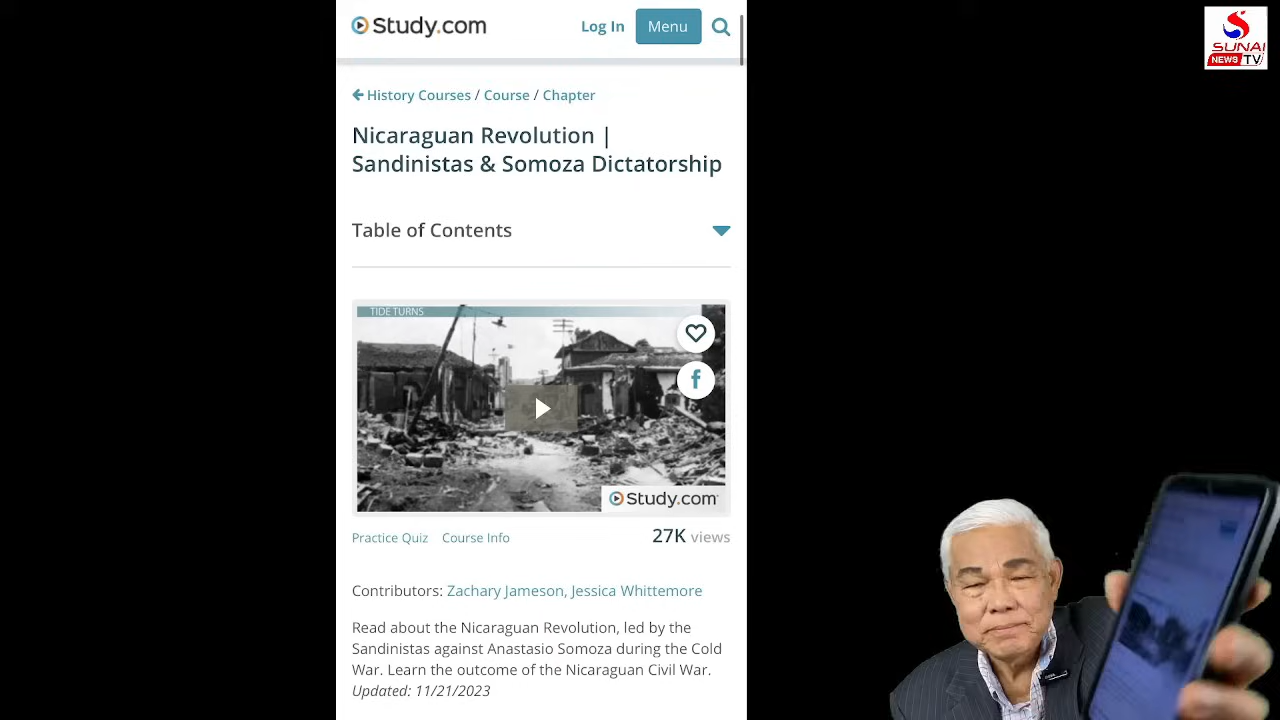 Study.com
Log In
Menu
SUNAI
NEWS TV
History Courses / Course / Chapter
Nicaraguan Revolution |
Sandinistas & Somoza Dictatorship
Table of Contents
TIDE TURNS
Study.com
Practice Quiz
Course Info
27K views
Contributors: Zachary Jameson, Jessica Whittemore
Read about the Nicaraguan Revolution, led by the
Sandinistas against Anastasio Somoza during the Cold
War. Learn the outcome of the Nicaraguan Civil War.
Updated: 11/21/2023